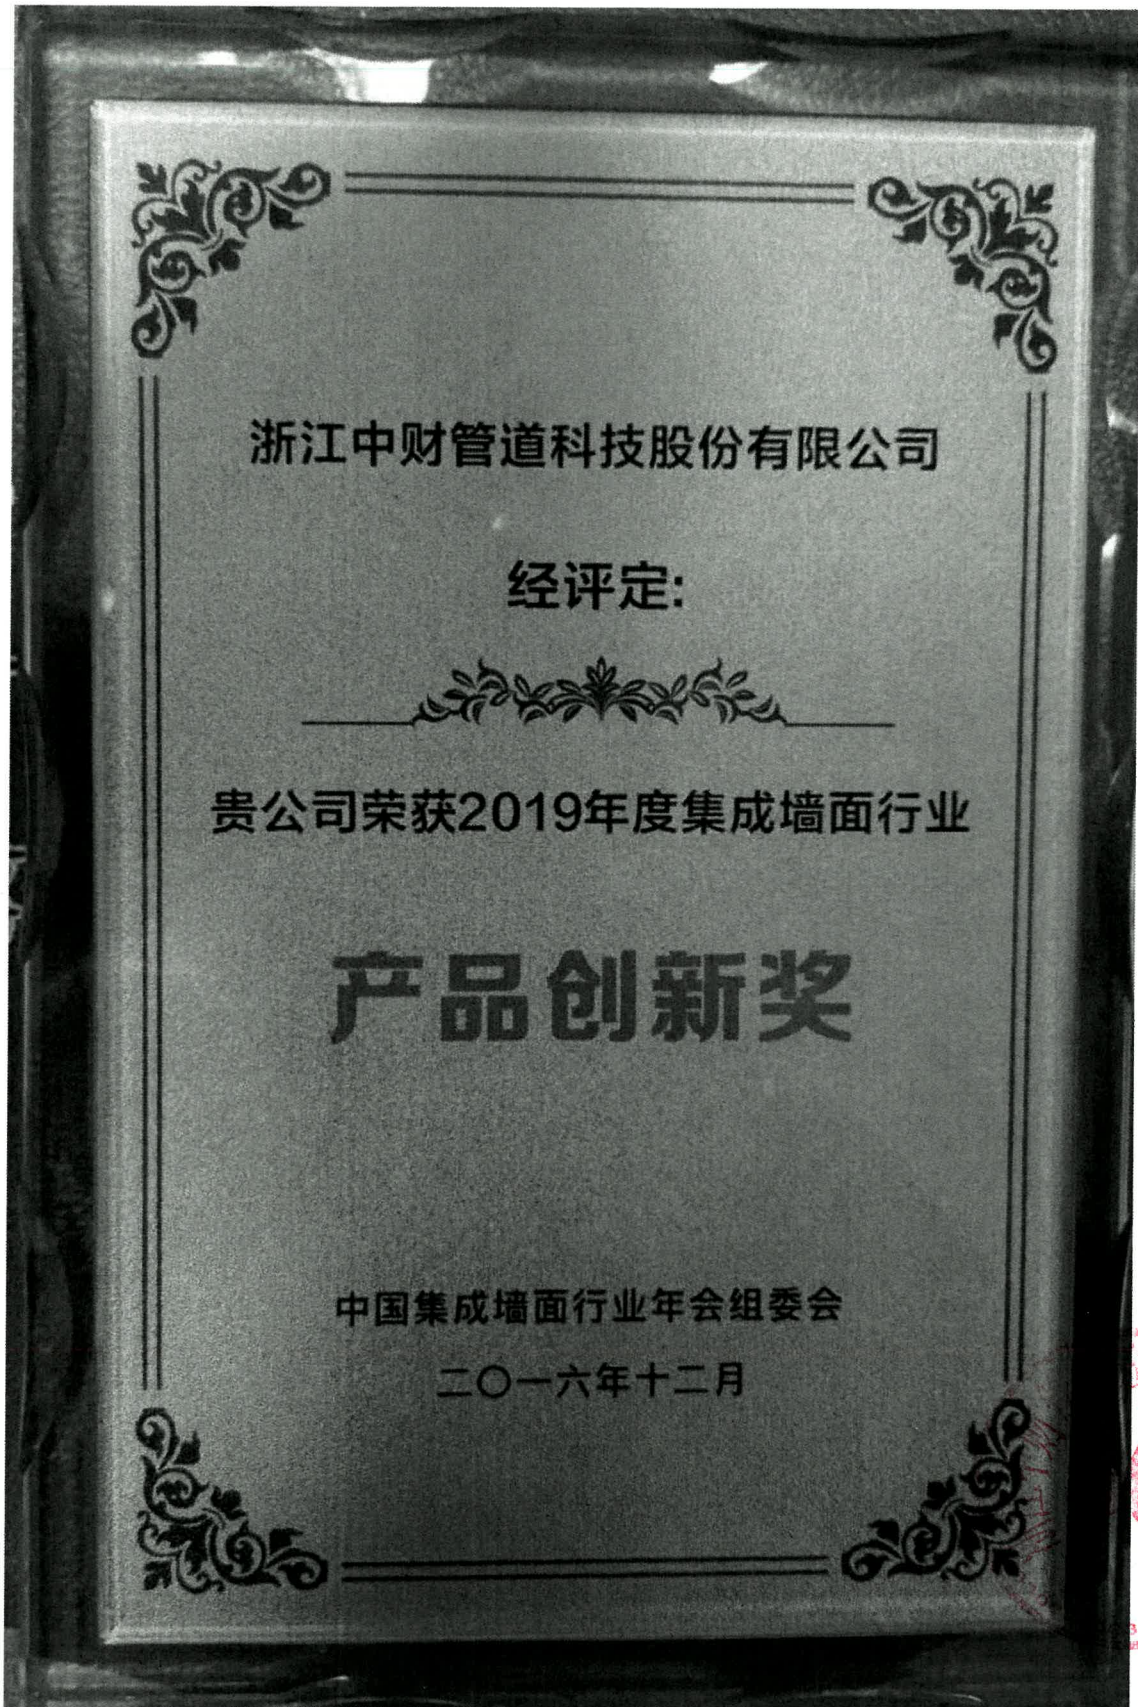 浙江中财管道科技股份有限公司
经评定:
贵公司荣获2019年度集成墙面行业
产品创新奖
中国集成墙面行业年会组委会
二〇一六年十二月